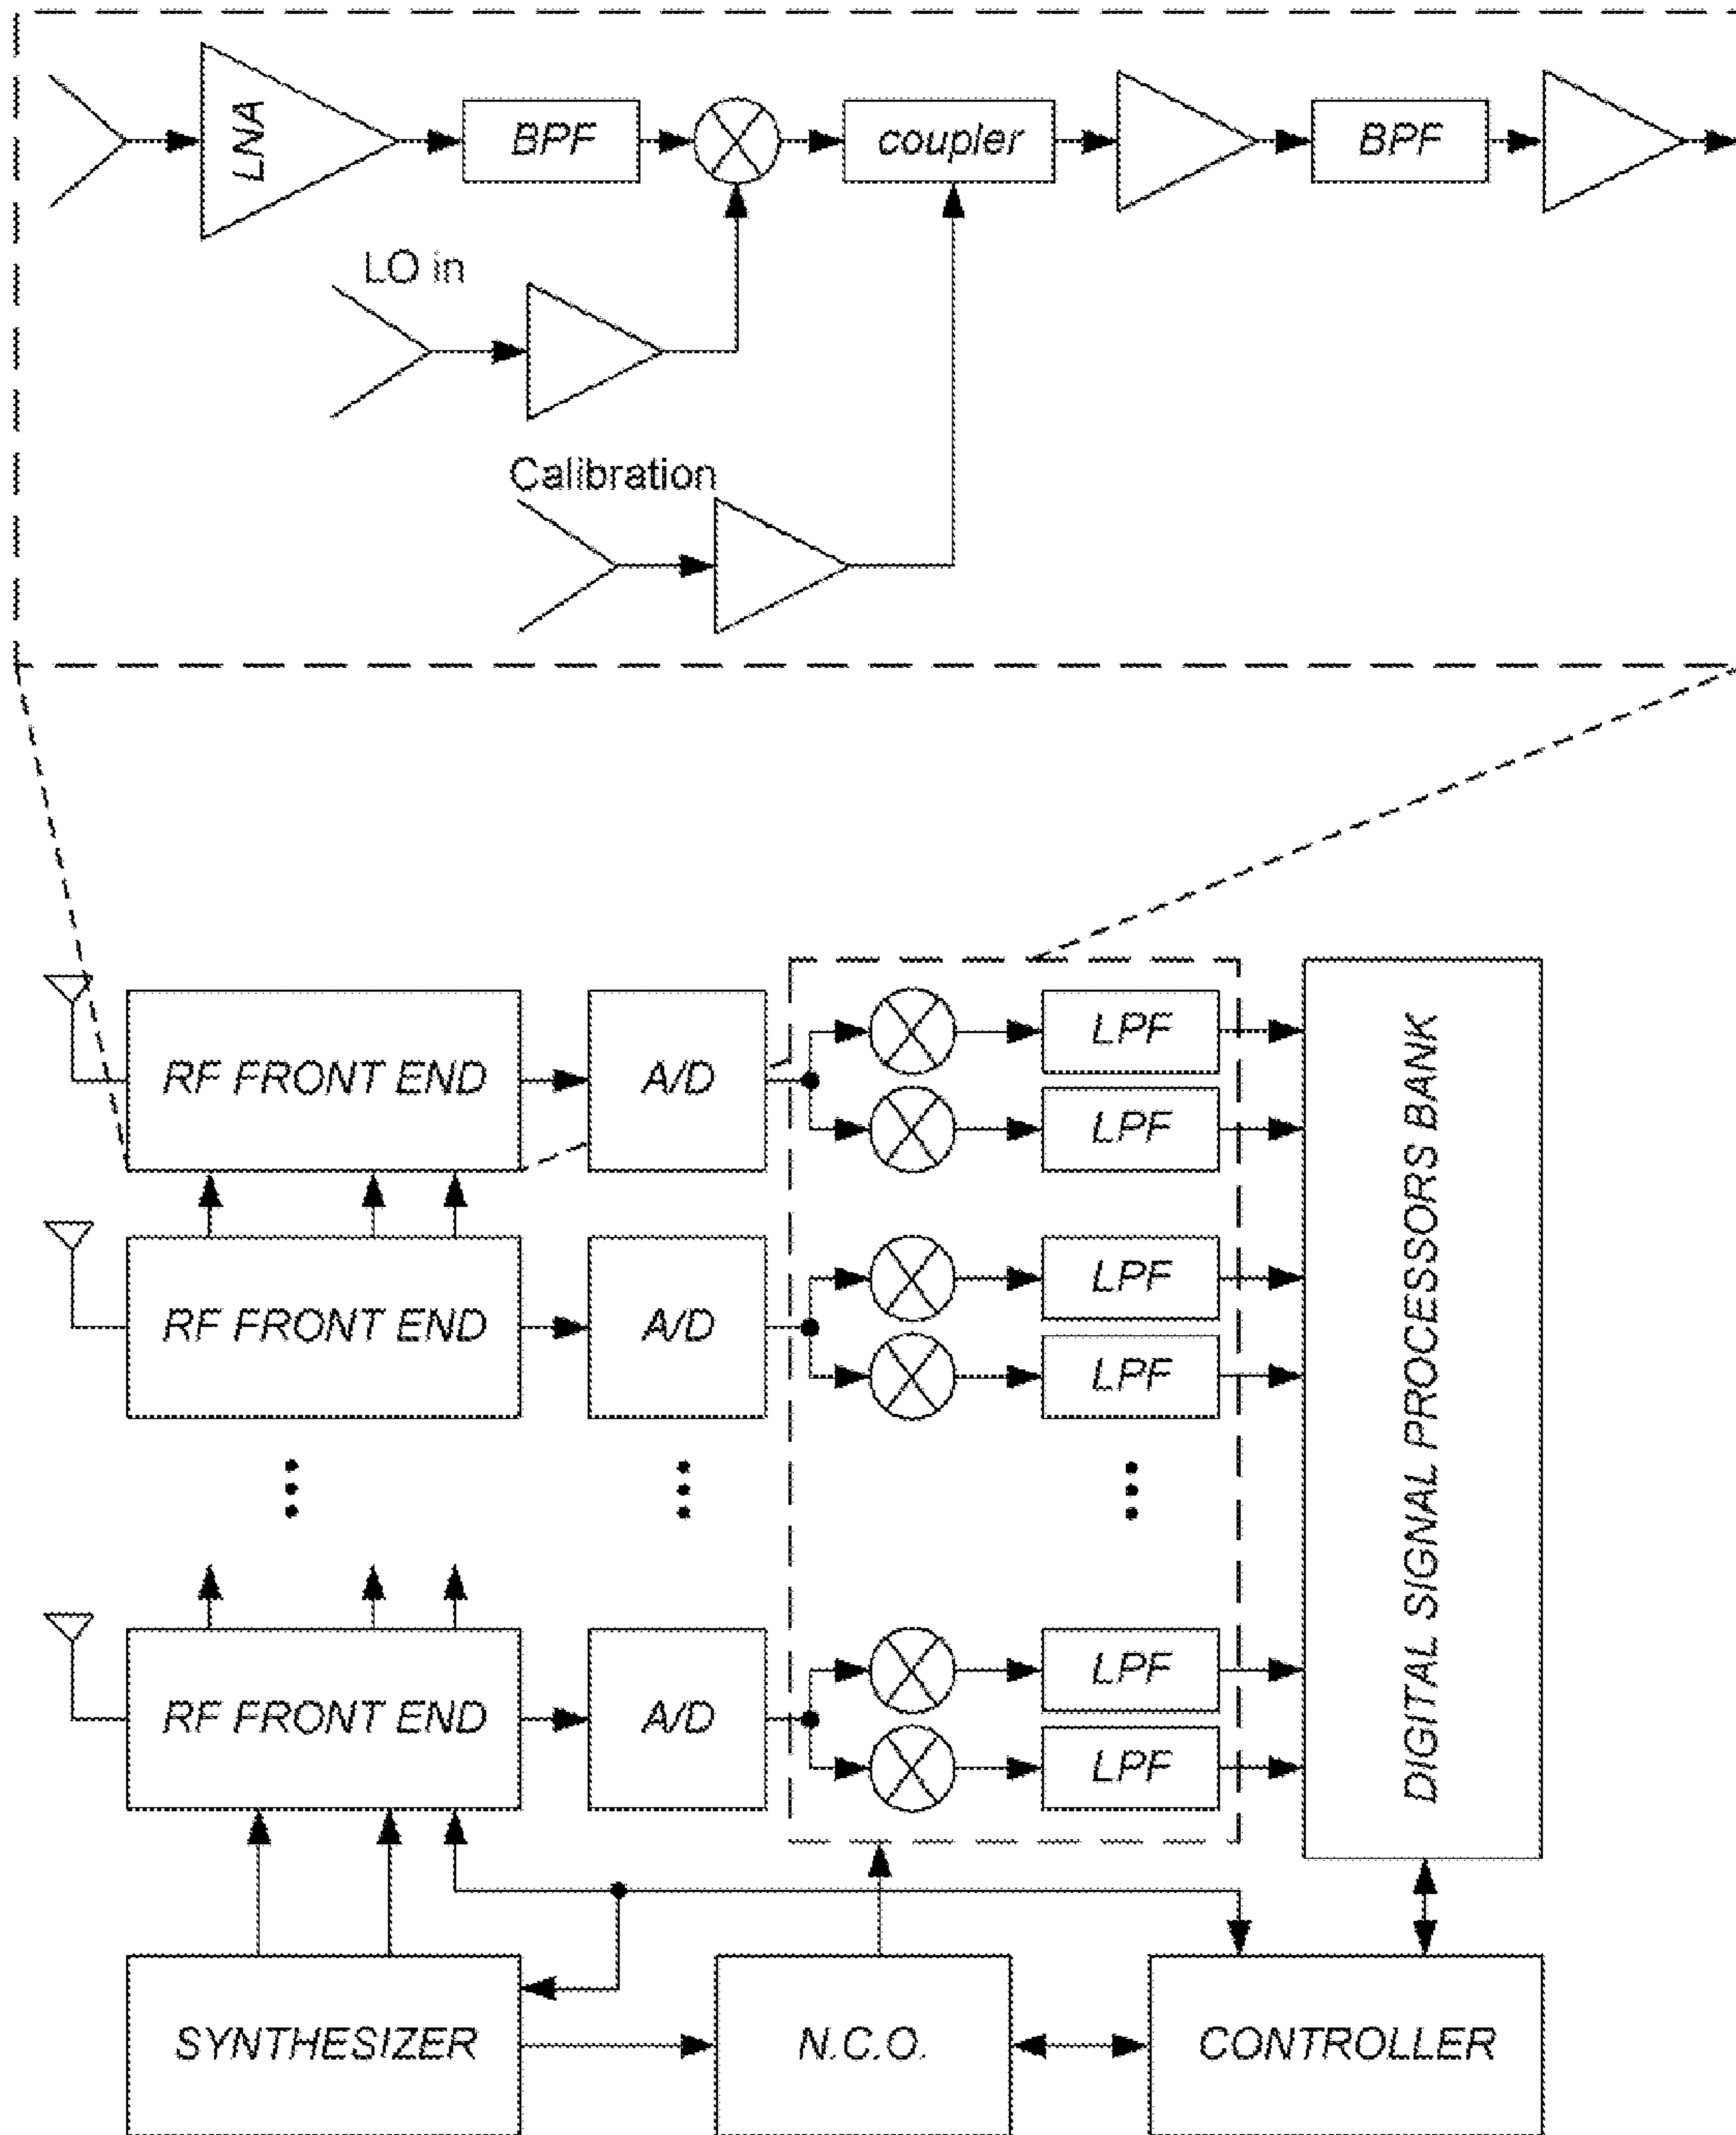 LNA
BPF
coupler
BPF
LO in
Calibration
RF FRONT END
A/D
LPF
LPF
RF FRONT END
A/D
LPF
LPF
RF FRONT END
A/D
LPF
LPF
DIGITAL SIGNAL PROCESSORS BANK
SYNTHESIZER
N.C.O.
CONTROLLER